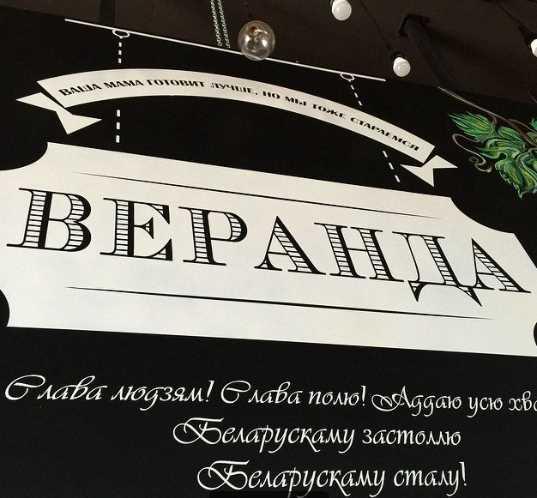 ВАША МАМА ГОТОВИТ ЛУЧШЕ, НО МЫ ТОЖЕ СТАРАЕМСЯ
ВЕРАНДА
Слава людзям! Слава полю! Аддаю усю
Беларускаму застоллю
Беларускаму сталу!